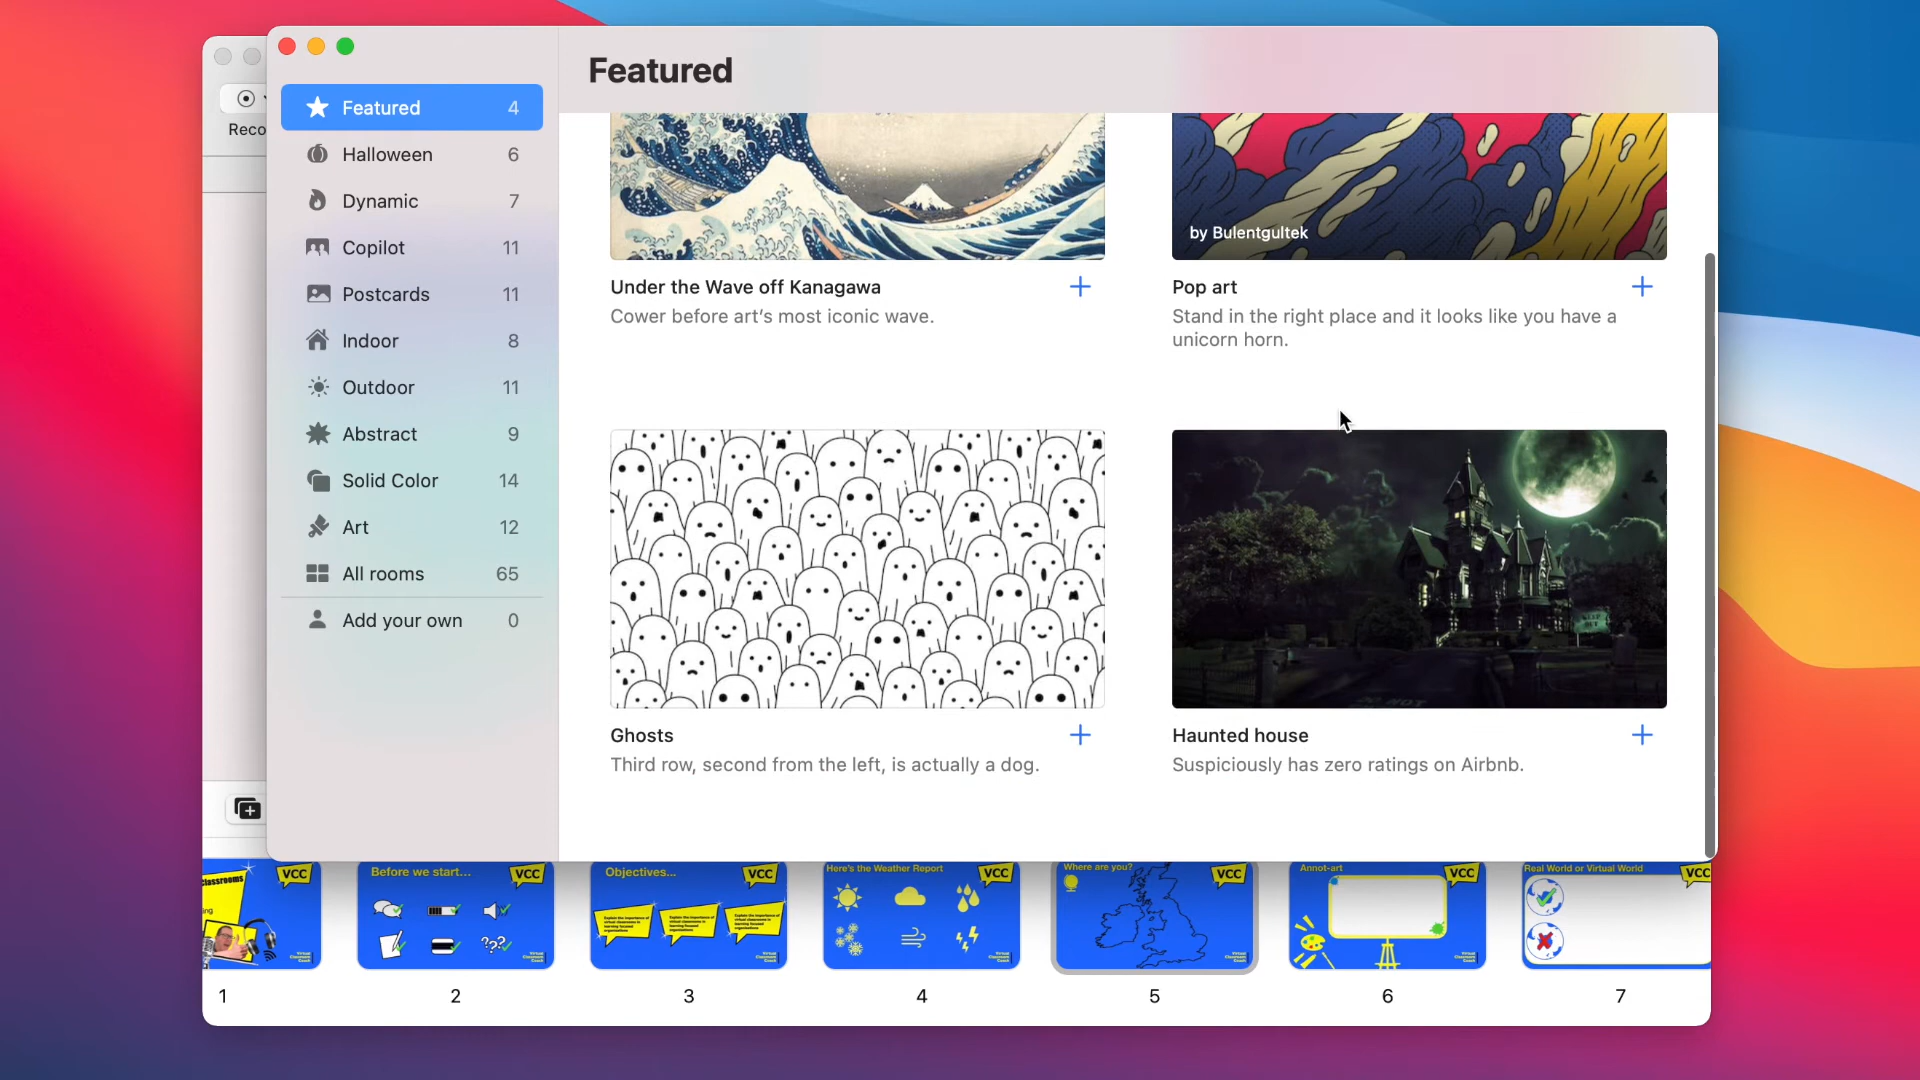 Featured
Reco
Featured 4
Halloween 6
Dynamic 7
Copilot 11
Postcards 11
Indoor 8
Outdoor 11
Abstract 9
Solid Color 14
Art 12
All rooms 65
Add your own 0
by Bulentgultek
Under the Wave off Kanagawa
Cower before art's most iconic wave.
Pop art
Stand in the right place and it looks like you have a
unicorn horn.
Ghosts
Third row, second from the left, is actually a dog.
Haunted house
Suspiciously has zero ratings on Airbnb.
lassrooms
ng
VCC
Before we start...
VCC
Objectives...
VCC
Here's the Weather Report
VCC
Where are you?
VCC
Annot-art
VCC
Real World or Virtual World
VCC
1
2
3
4
5
6
7